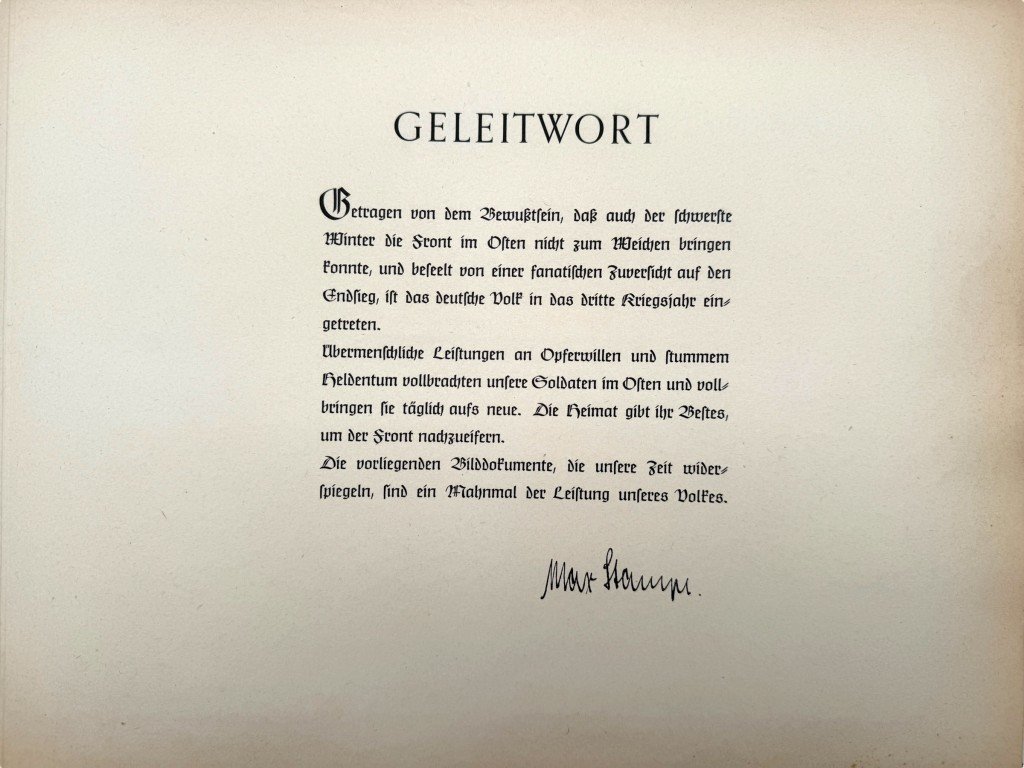 GELEITWORT
Getragen von dem Bewußtsein, daß auch der schwerste
Winter die Front im Osten nicht zum Weichen bringen
konnte, und beseelt von einer fanatischen Zuversicht auf den
Endsieg, ist das deutsche Volk in das dritte Kriegsjahr ein-
getreten.
Übermenschliche Leistungen an Opferwillen und stummem
Heldentum vollbrachten unsere Soldaten im Osten und voll-
bringen sie täglich aufs neue. Die Heimat gibt ihr Bestes,
um der Front nachzueifern.
Die vorliegenden Bilddokumente, die unsere Zeit wider-
spiegeln, sind ein Mahnmal der Leistung unseres Volkes.
Max Stampe.